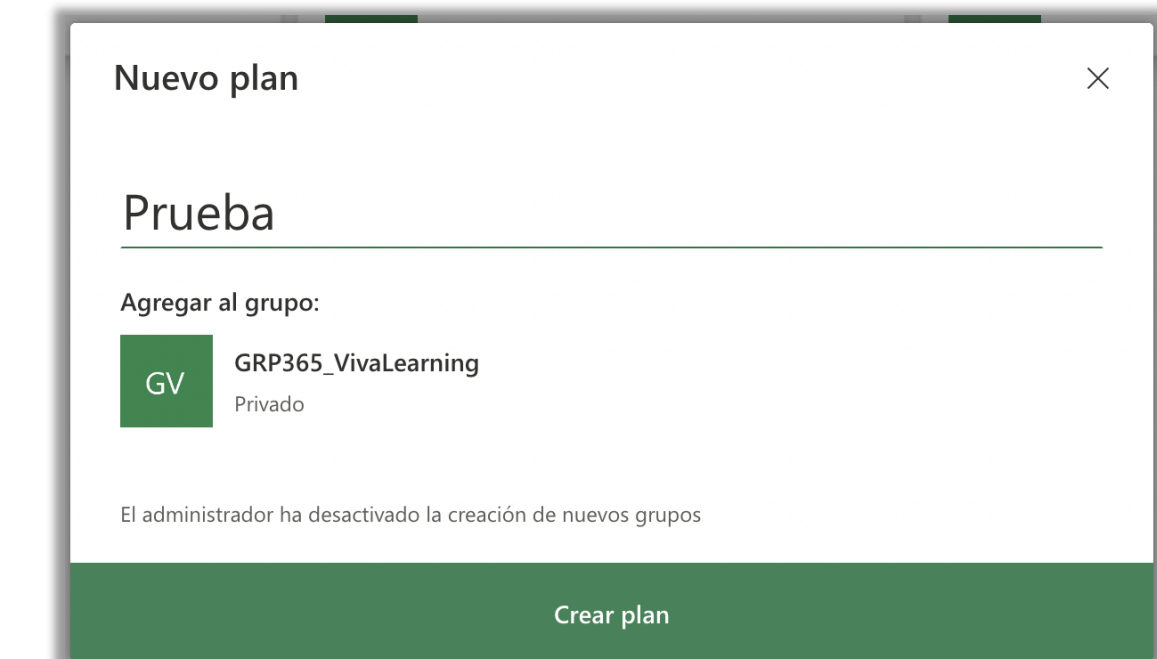 Nuevo plan
Prueba
Agregar al grupo:
GV
GRP365_VivaLearning
Privado
El administrador ha desactivado la creación de nuevos grupos
Crear plan